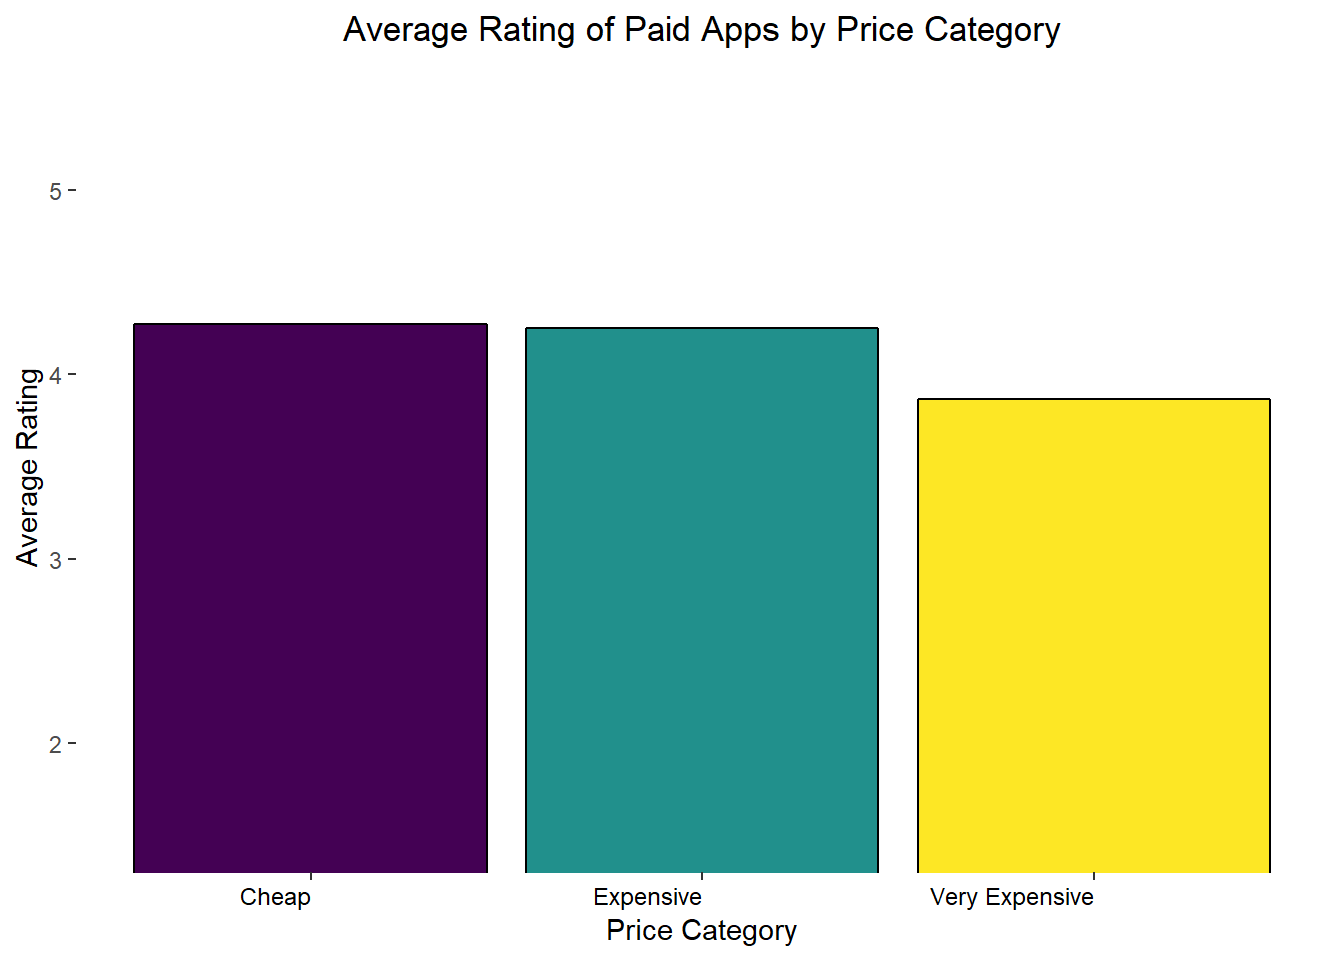 Average Rating of Paid Apps by Price Category
5
4
3
2
Average Rating
Cheap
Expensive
Very Expensive
Price Category